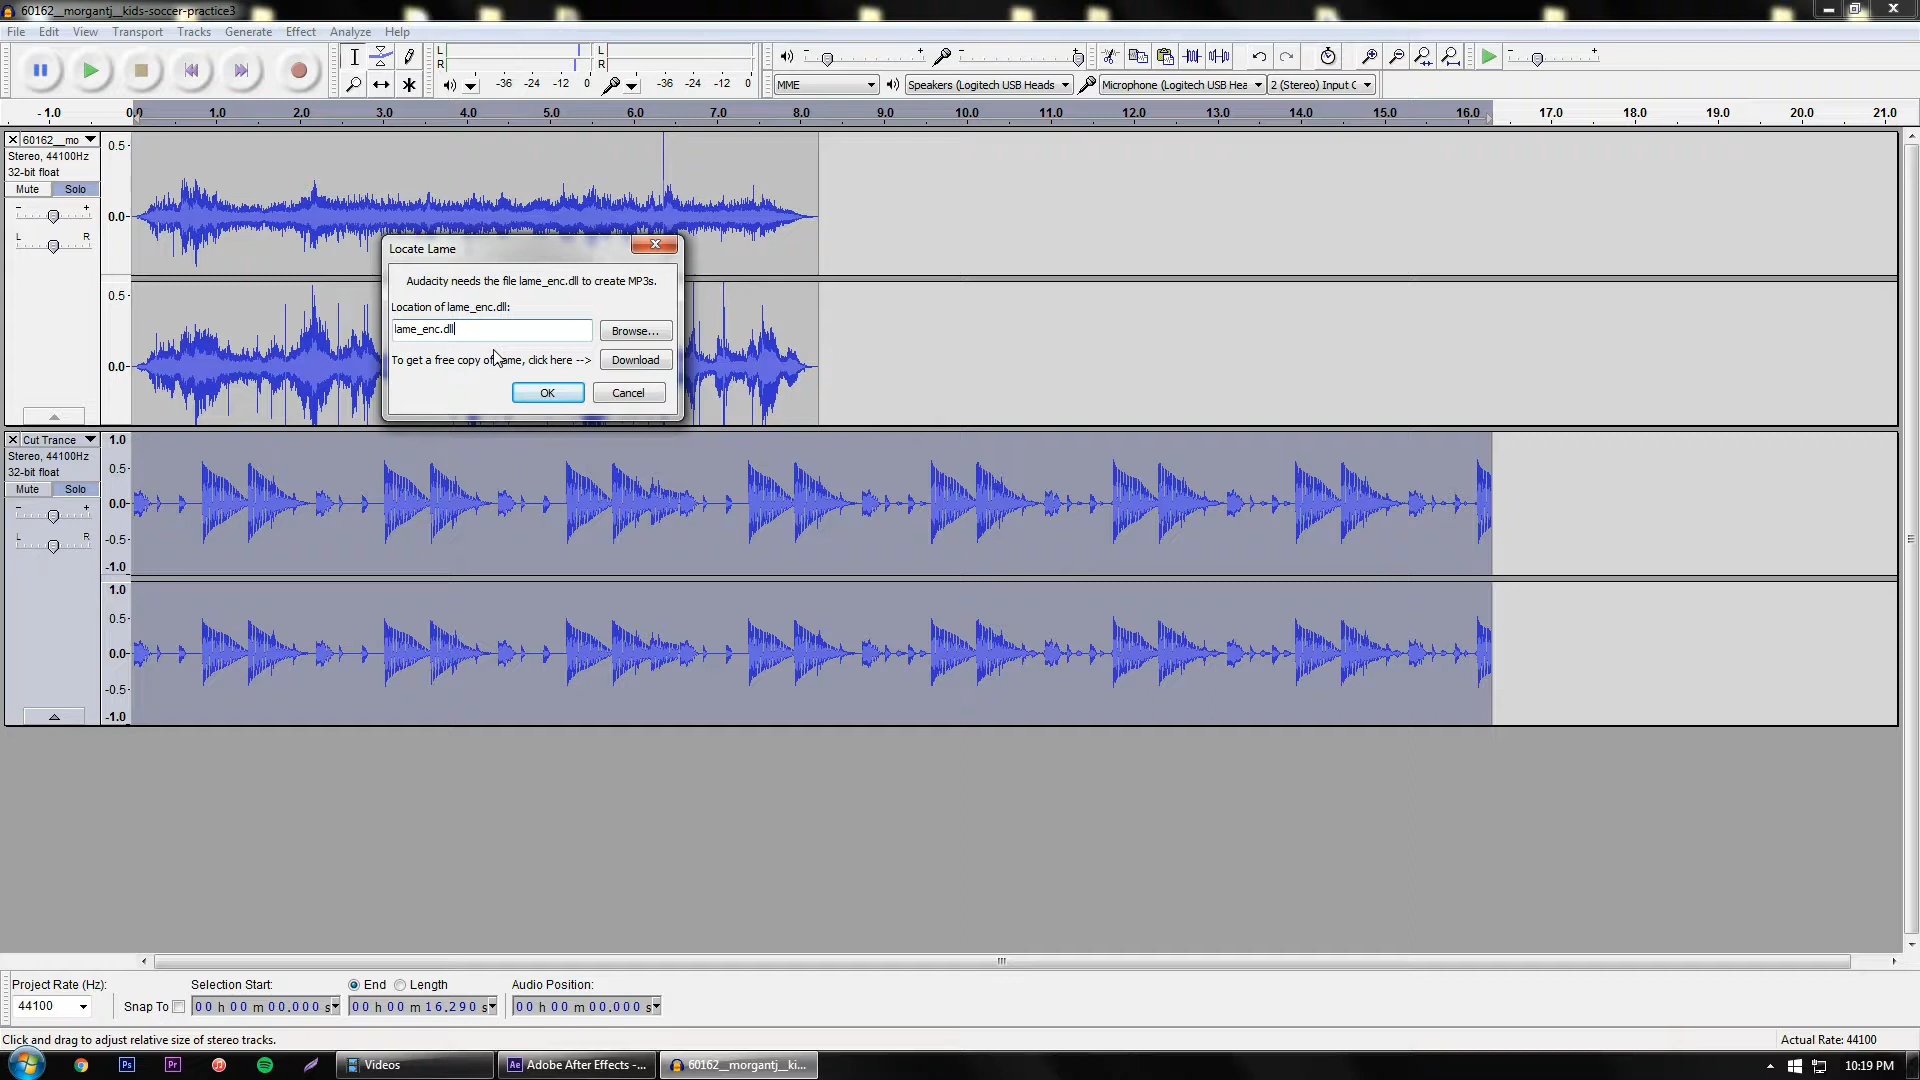 60162__morgantj__kids-soccer-practice3
File Edit View Transport Tracks Generate Effect Analyze Help
L R -36 -24 -12 0
L R -36 -24 -12 0
MME Speakers (Logitech USB Heads Microphone (Logitech USB Hea 2 (Stereo) Input C
-1.0 0.0 1.0 2.0 3.0 4.0 5.0 6.0 7.0 8.0 9.0 10.0 11.0 12.0 13.0 14.0 15.0 16.0 17.0 18.0 19.0 20.0 21.0
60162__mo
Stereo, 44100Hz
32-bit float
Mute Solo
- +
L R
0.5
0.0
0.5
0.0
Locate Lame
Audacity needs the file lame_enc.dll to create MP3s.
Location of lame_enc.dll:
lame_enc.dll Browse...
To get a free copy of Lame, click here --> Download
OK Cancel
Cut Trance
Stereo, 44100Hz
32-bit float
Mute Solo
- +
L R
1.0
0.5
0.0
-0.5
-1.0
1.0
0.5
0.0
-0.5
-1.0
Project Rate (Hz): Selection Start: End Length Audio Position:
44100 Snap To 00 h 00 m 00.000 s 00 h 00 m 16.290 s 00 h 00 m 00.000 s
Click and drag to adjust relative size of stereo tracks. Actual Rate: 44100
Ps Pr Videos Ae Adobe After Effects -... 60162__morgantj__ki... 10:19 PM